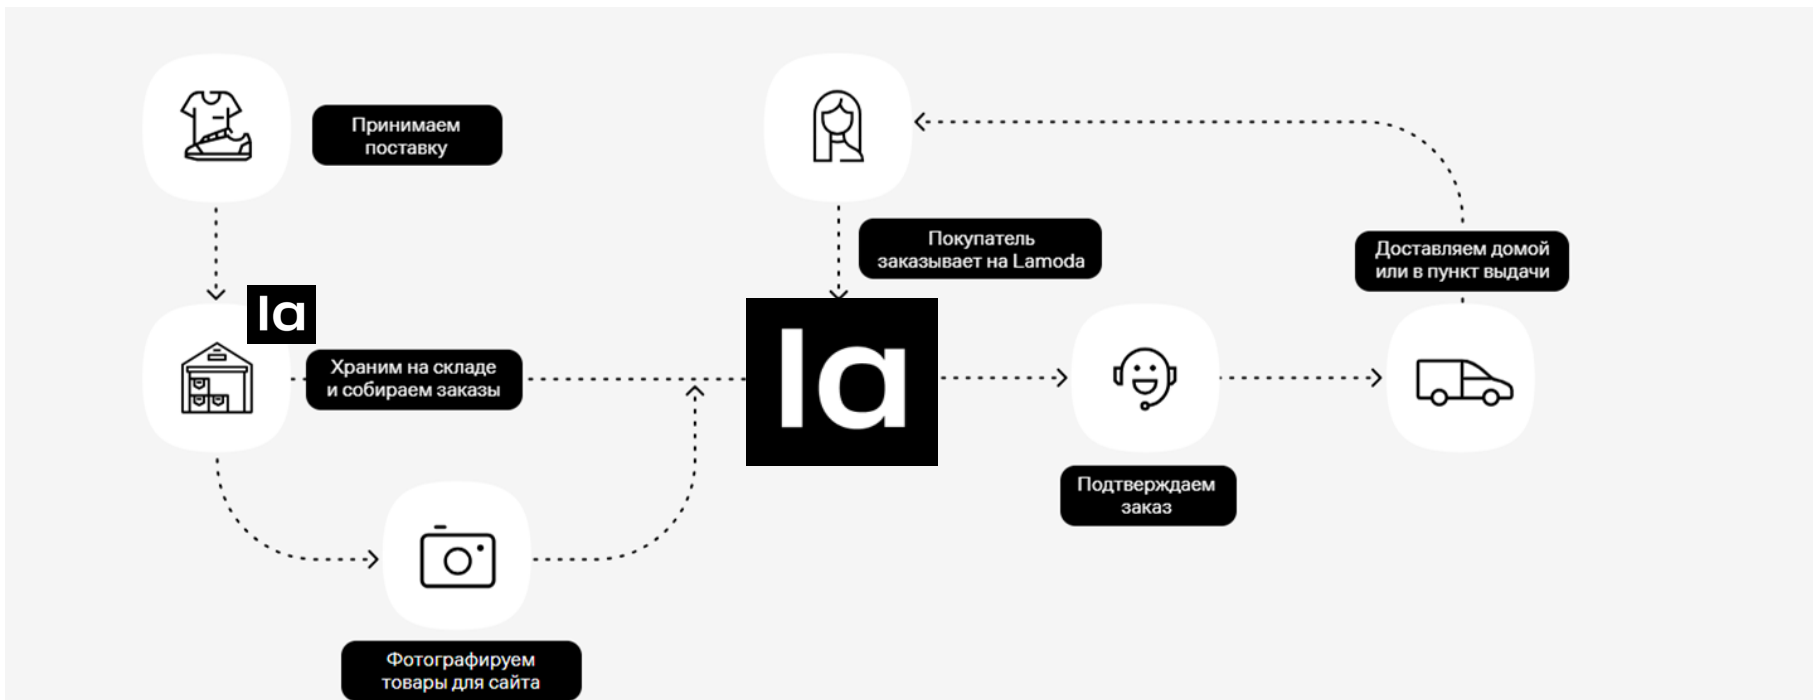 Принимаем
поставку
Покупатель
заказывает на Lamoda
Доставляем домой
или в пункт выдачи
la
Храним на складе
и собираем заказы
la
Подтверждаем
заказ
Фотографируем
товары для сайта